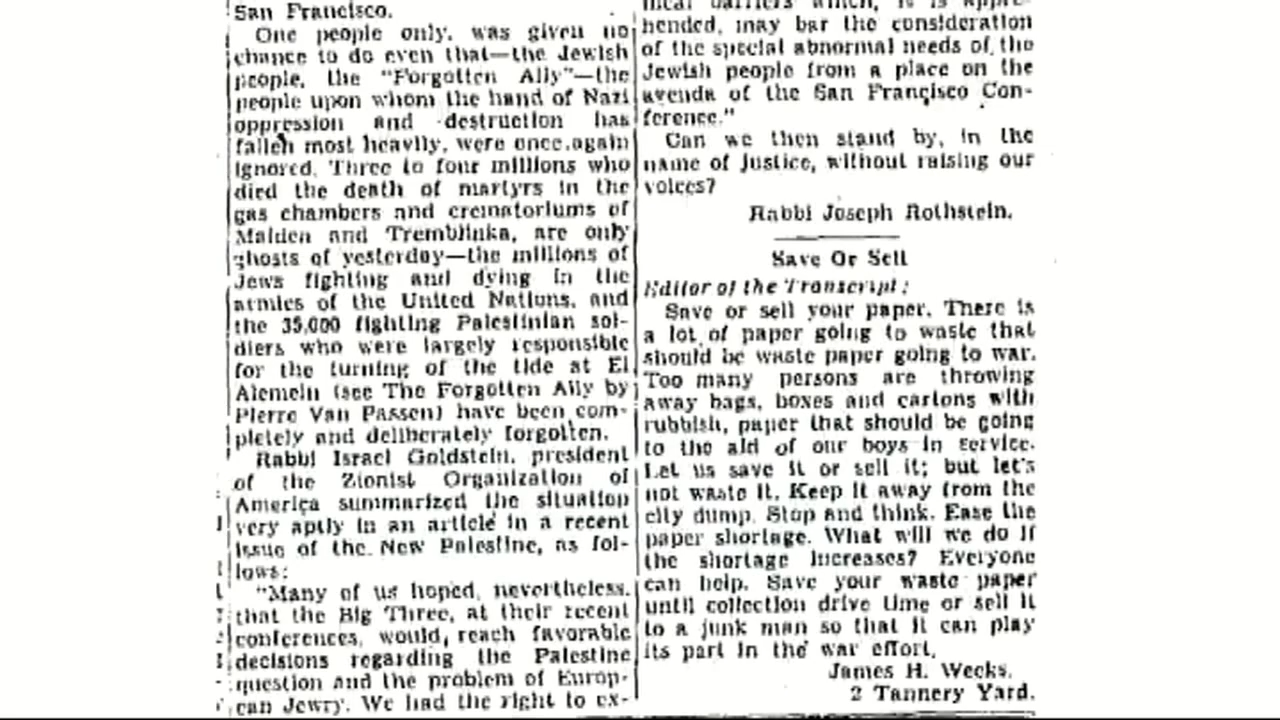 San Francisco.
One people only, was given no
chance to do even that—the Jewish
people, the "Forgotten Ally"—the
people upon whom the hand of Nazi
oppression and destruction has
fallen most heavily, were once again
ignored. Three to four millions who
died the death of martyrs in the
gas chambers and crematoriums of
Maiden and Tremblinka, are only
ghosts of yesterday—the millions of
Jews fighting and dying in the
armies of the United Nations, and
the 35,000 fighting Palestinian sol-
diers who were largely responsible
for the turning of the tide at El
Alemein (see The Forgotten Ally by
Pierre Van Passen) have been com-
pletely and deliberately forgotten.
Rabbi Israel Goldstein, president
of the Zionist Organization of
America summarized the situation
very aptly in an article in a recent
issue of the New Palestine, as fol-
lows:
"Many of us hoped, nevertheless,
that the Big Three, at their recent
conferences, would reach favorable
decisions regarding the Palestine
question and the problem of Europ-
ean Jewry. We had the right to ex-
barriers which, it is appre-
hended, may bar the consideration
of the special abnormal needs of the
Jewish people from a place on the
avenda of the San Francisco Con-
ference."
Can we then stand by, in the
name of Justice, without raising our
voices?
Rabbi Joseph Rothstein.
Save Or Sell
Editor of the Transcript:
Save or sell your paper. There is
a lot of paper going to waste that
should be waste paper going to war.
Too many persons are throwing
away bags, boxes and cartons with
rubbish, paper that should be going
to the aid of our boys in service.
Let us save it or sell it; but let's
not waste it. Keep it away from the
city dump. Stop and think. Ease the
paper shortage. What will we do if
the shortage increases? Everyone
can help. Save your waste paper
until collection drive time or sell it
to a junk man so that it can play
its part in the war effort.
James H. Weeks.
2 Tannery Yard.